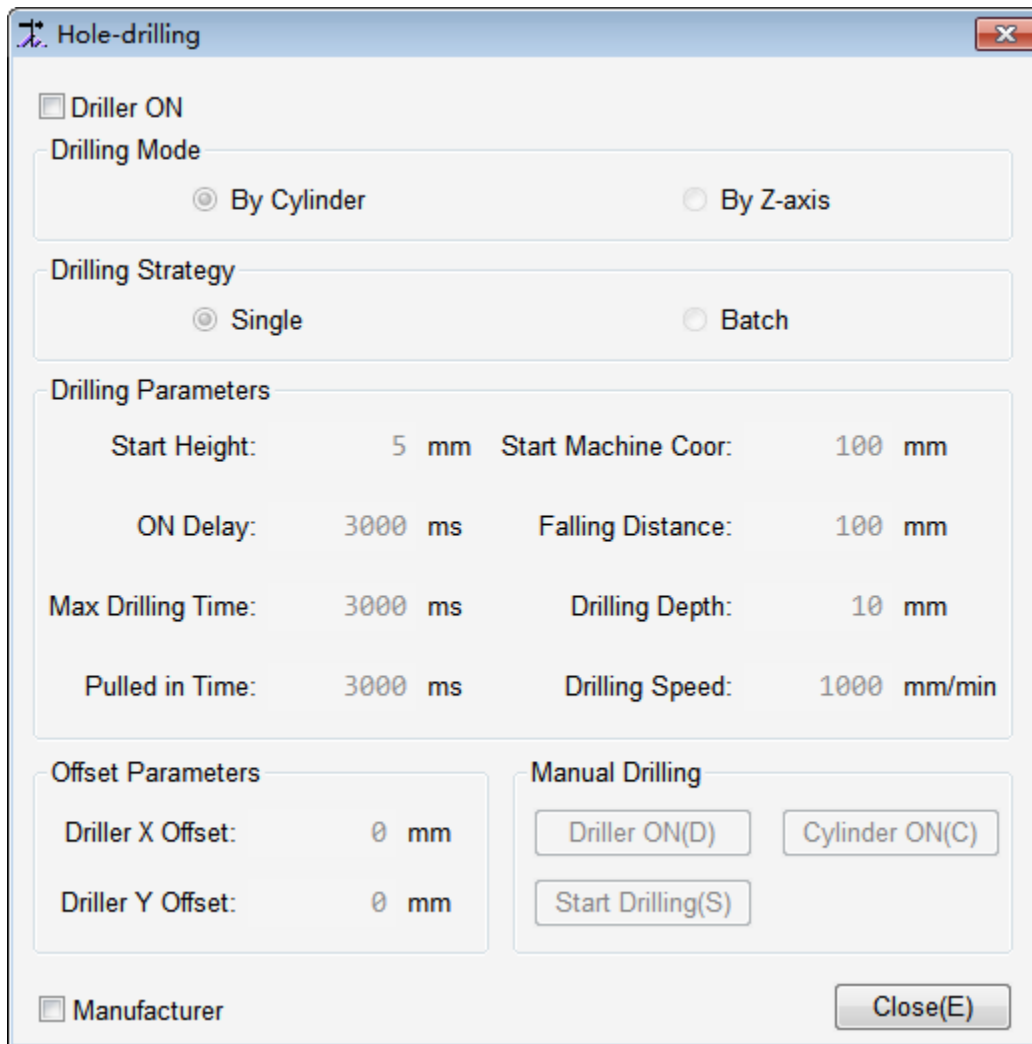 Hole-drilling
Driller ON
Drilling Mode
By Cylinder By Z-axis
Drilling Strategy
Single Batch
Drilling Parameters
Start Height: 5 mm Start Machine Coor: 100 mm
ON Delay: 3000 ms Falling Distance: 100 mm
Max Drilling Time: 3000 ms Drilling Depth: 10 mm
Pulled in Time: 3000 ms Drilling Speed: 1000 mm/min
Offset Parameters Manual Drilling
Driller X Offset: 0 mm Driller ON(D) Cylinder ON(C)
Driller Y Offset: 0 mm Start Drilling(S)
Manufacturer Close(E)